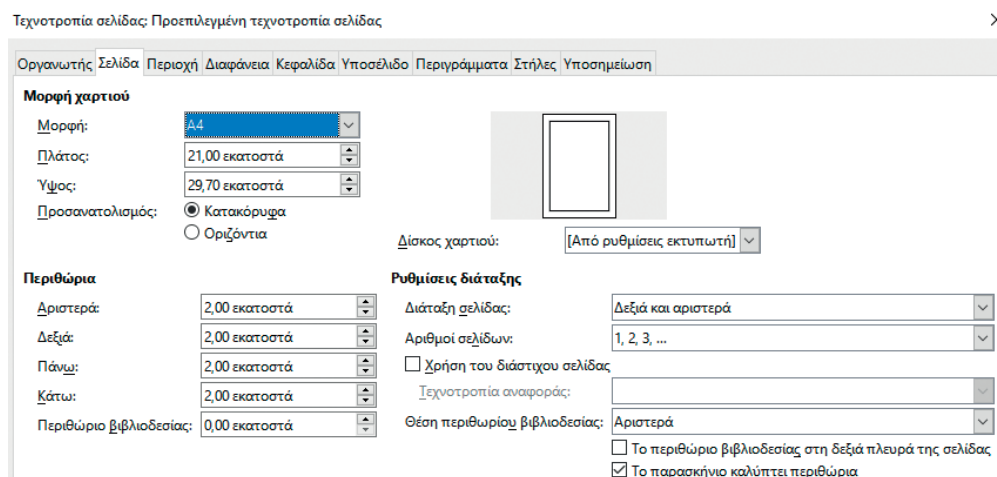 Τεχνοτροπία σελίδας: Προεπιλεγμένη τεχνοτροπία σελίδας
Οργανωτής Σελίδα Περιοχή Διαφάνεια Κεφαλίδα Υποσέλιδο Περιγράμματα Στήλες Υποσημείωση
Μορφή χαρτιού
Μορφή: A4
Πλάτος: 21,00 εκατοστά
Ύψος: 29,70 εκατοστά
Προσανατολισμός: Κατακόρυφα
Οριζόντια
Δίσκος χαρτιού: [Από ρυθμίσεις εκτυπωτή]
Περιθώρια
Αριστερά: 2,00 εκατοστά
Δεξιά: 2,00 εκατοστά
Πάνω: 2,00 εκατοστά
Κάτω: 2,00 εκατοστά
Περιθώριο βιβλιοδεσίας: 0,00 εκατοστά
Ρυθμίσεις διάταξης
Διάταξη σελίδας: Δεξιά και αριστερά
Αριθμοί σελίδων: 1, 2, 3, ...
Χρήση του διάστιχου σελίδας
Τεχνοτροπία αναφοράς:
Θέση περιθωρίου βιβλιοδεσίας: Αριστερά
Το περιθώριο βιβλιοδεσίας στη δεξιά πλευρά της σελίδας
Το παρασκήνιο καλύπτει περιθώρια